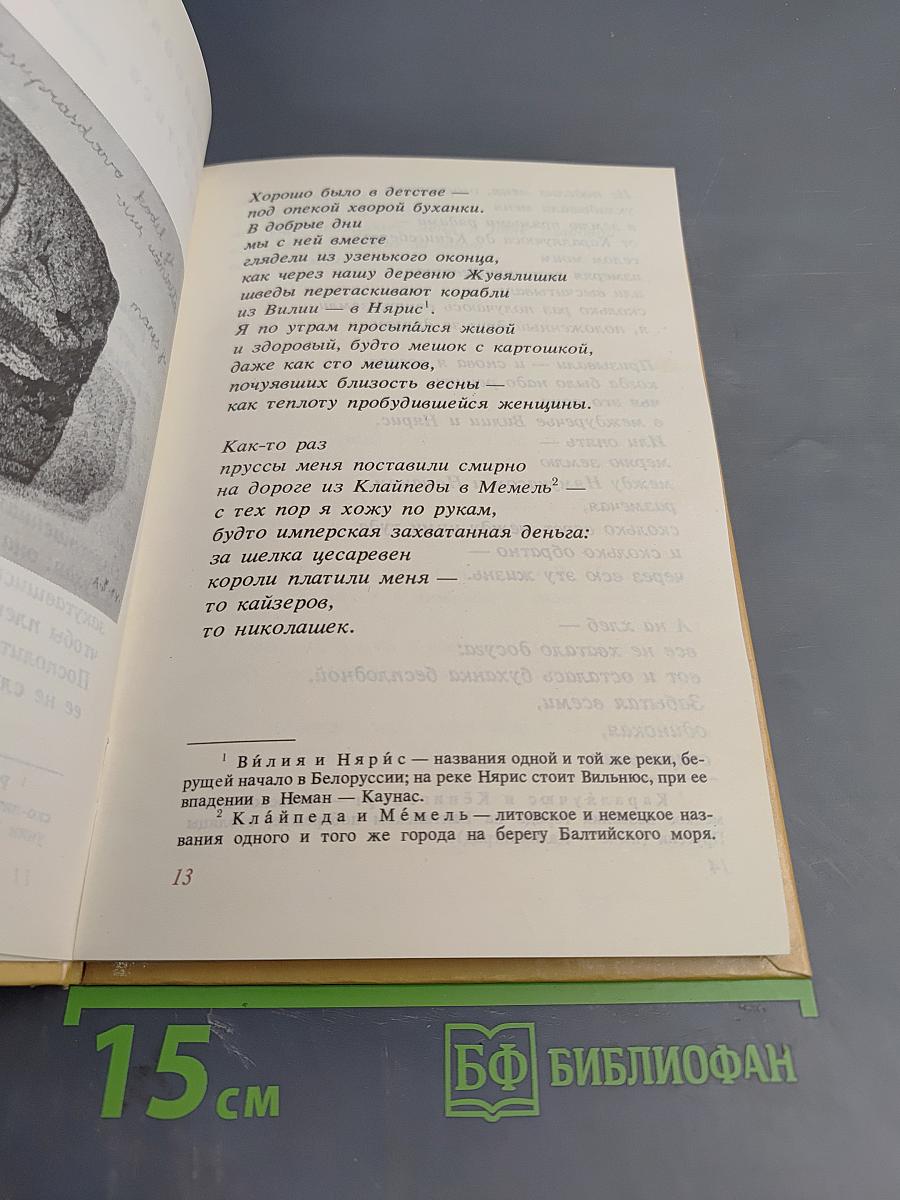 Хорошо было в детстве —
под опекой хворой буханки.
В добрые дни
мы с ней вместе
глядели из узенького оконца,
как через нашу деревню Жувялишки
шведы перетаскивают корабли
из Вилии — в Нярис¹.
Я по утрам просыпа́лся живой
и здоровый, будто мешок с картошкой,
даже как сто мешков,
почуявших близость весны —
как теплоту пробудившейся женщины.
Как-то раз
пруссы меня поставили смирно
на дороге из Клайпеды в Мемель² —
с тех пор я хожу по рукам,
будто имперская захватанная деньга:
за шелка цесаревен
короли платили меня —
то кайзеров,
то николашек.
¹ Ви́лия и Няри́с — названия одной и той же реки, бе-
рущей начало в Белоруссии; на реке Нярис стоит Вильнюс, при ее
впадении в Неман — Каунас.
² Кла́йпеда и Ме́мель — литовское и немецкое наз-
вания одного и того же города на берегу Балтийского моря.
13
15 см
БФ БИБЛИОФАН